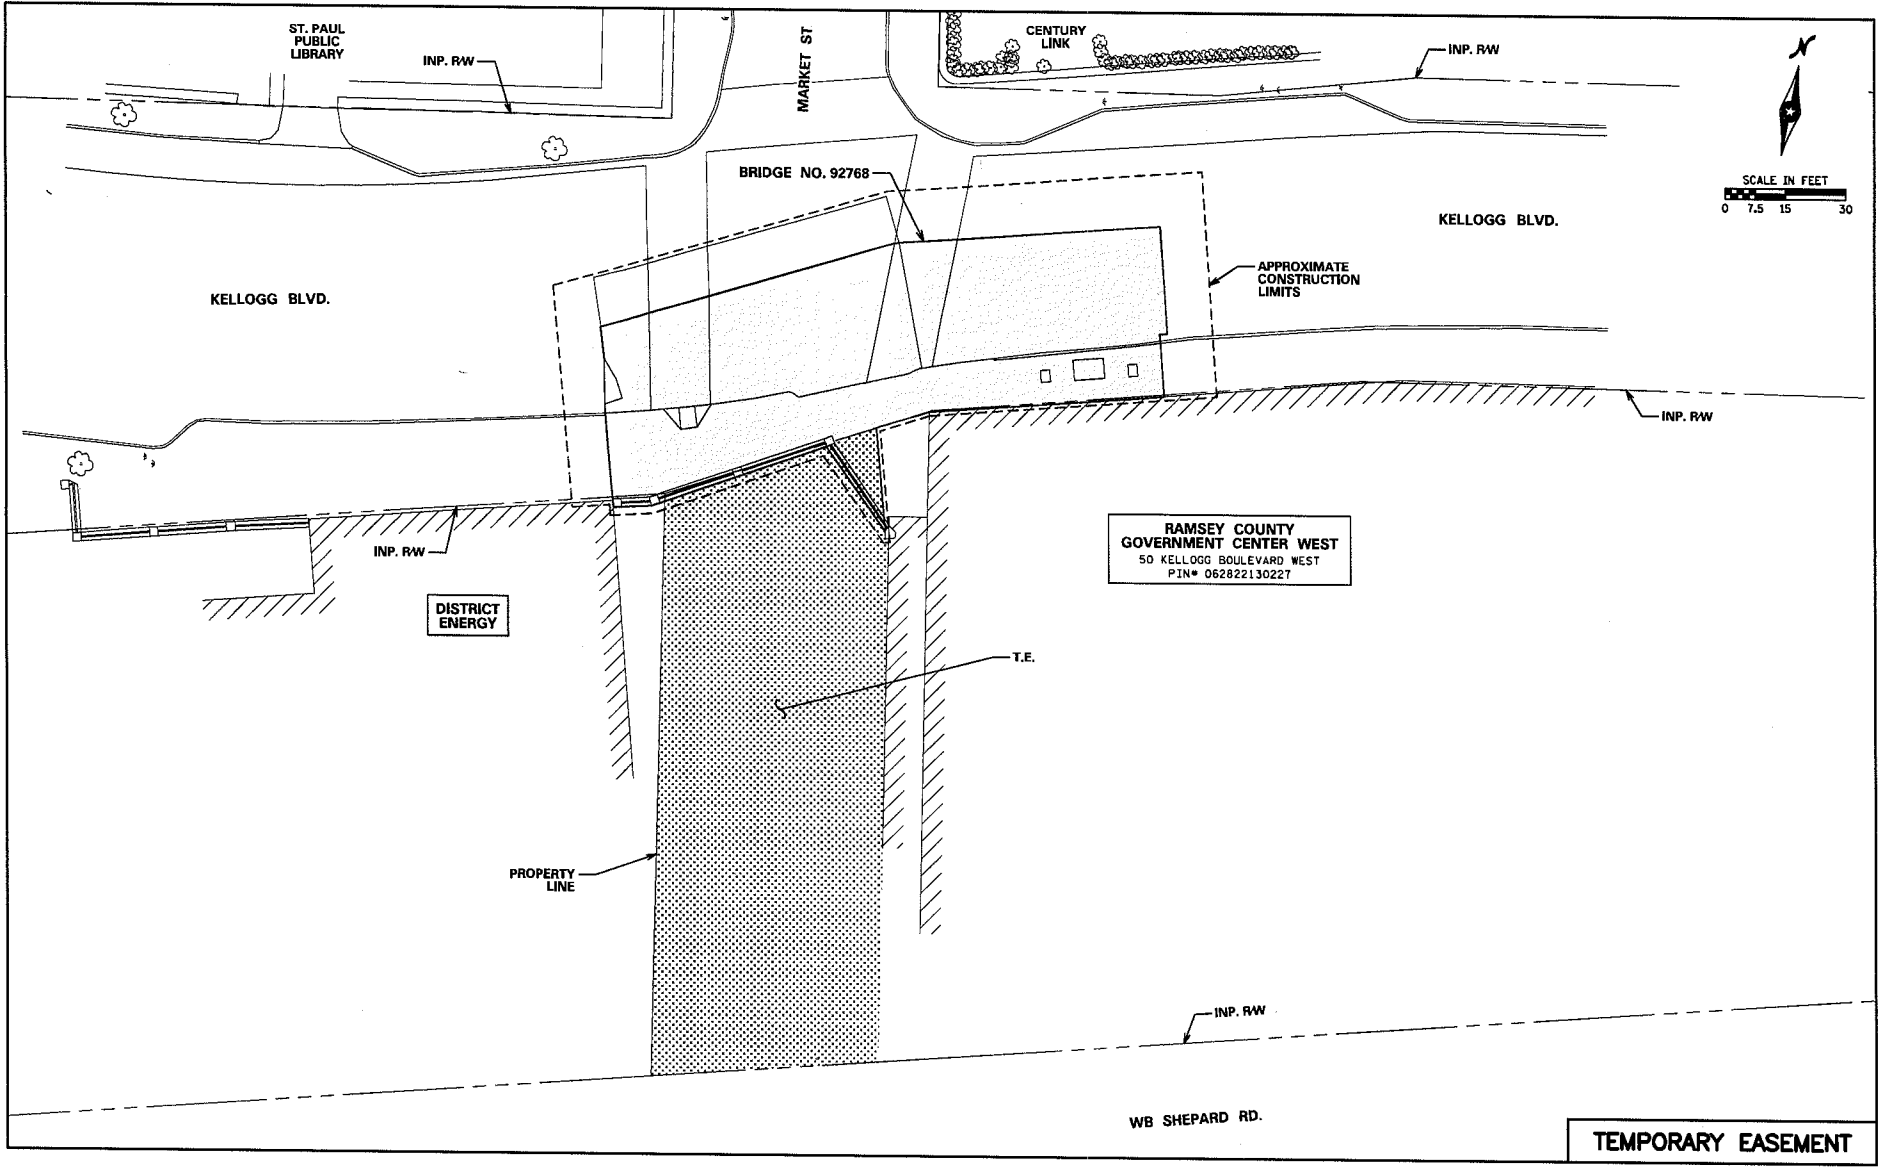 ST. PAUL
PUBLIC
LIBRARY
INP. R/W
MARKET ST
CENTURY
LINK
INP. R/W
N
SCALE IN FEET
0 7.5 15 30
BRIDGE NO. 92768
KELLOGG BLVD.
KELLOGG BLVD.
APPROXIMATE
CONSTRUCTION
LIMITS
INP. R/W
INP. R/W
RAMSEY COUNTY
GOVERNMENT CENTER WEST
50 KELLOGG BOULEVARD WEST
PIN# 062822130227
DISTRICT
ENERGY
T.E.
PROPERTY
LINE
INP. R/W
WB SHEPARD RD.
TEMPORARY EASEMENT